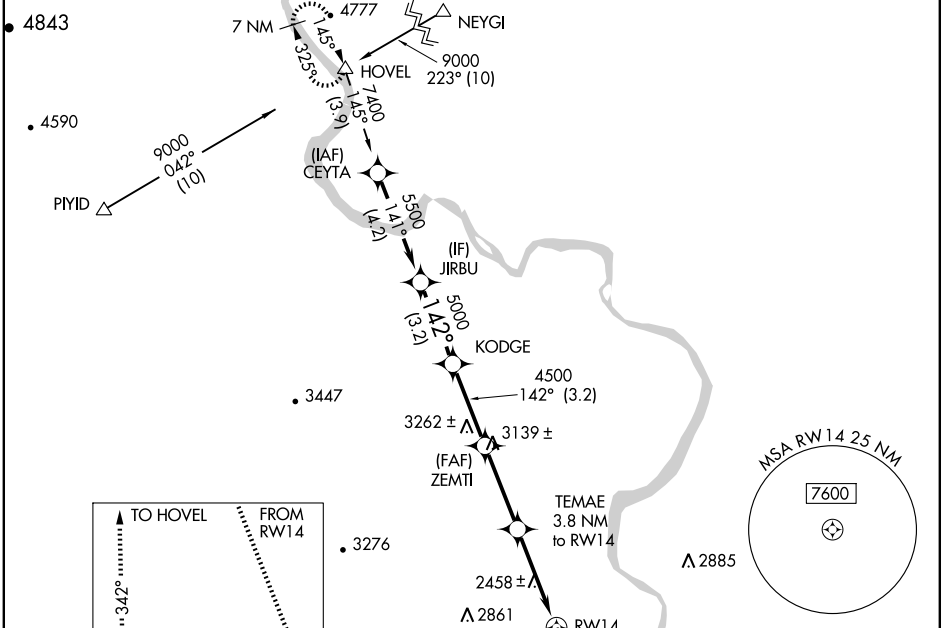 4843
7 NM
4777
NEYGI
145°
325°
HOVEL
9000
223° (10)
4590
7400
145°
(3.9)
9000
042°
(10)
(IAF)
CEYTA
PIYID
5500
141°
(4.2)
(IF)
JIRBU
5000
142°
(3.2)
KODGE
4500
142° (3.2)
3447
3262 ±
3139 ±
(FAF)
ZEMTI
MSA RW14 25 NM
7600
TO HOVEL
FROM
RW14
TEMAE
3.8 NM
to RW14
3276
2885
342°
2458 ±
2861
RW14